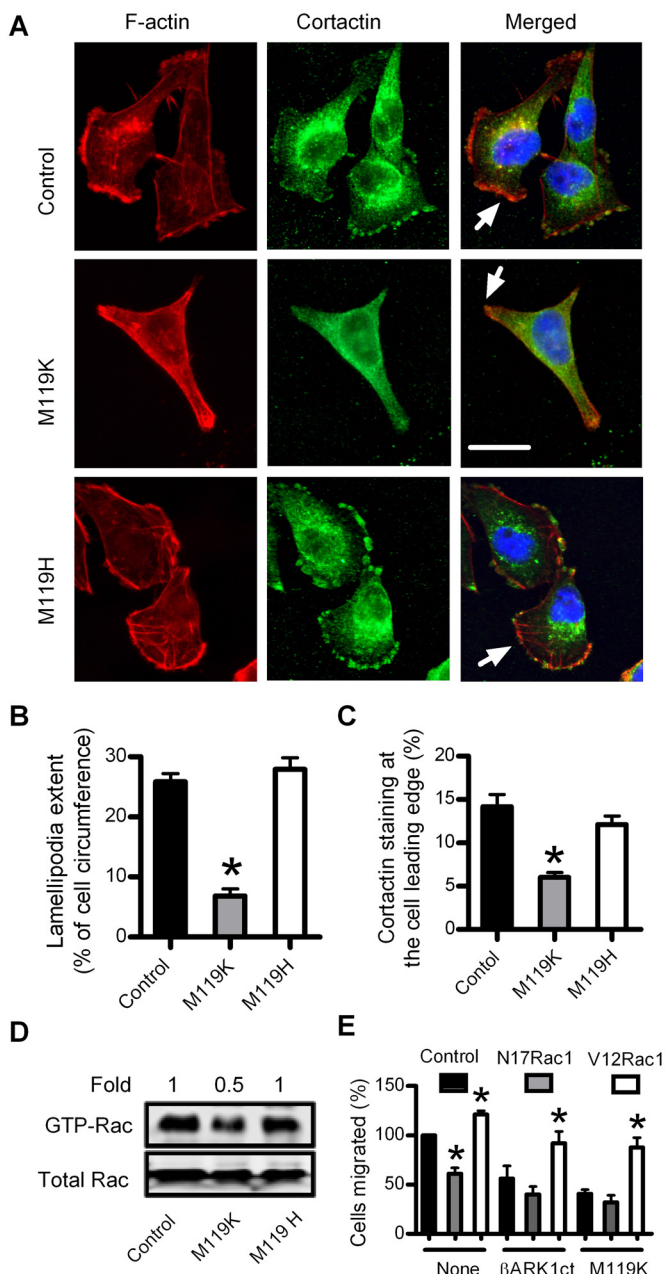 A
F-actin
Cortactin
Merged
Control
M119K
M119H
B
Lamellipodia extent
(% of cell circumference)
30
20
10
0
*
Control
M119K
M119H
C
Cortactin staining at
the cell leading edge (%)
20
15
10
5
0
*
Contol
M119K
M119H
D
Fold 1 0.5 1
GTP-Rac
Total Rac
Control
M119K
M119 H
E
Control N17Rac1 V12Rac1
Cells migrated (%)
150
100
50
0
* * * *
None βARK1ct M119K